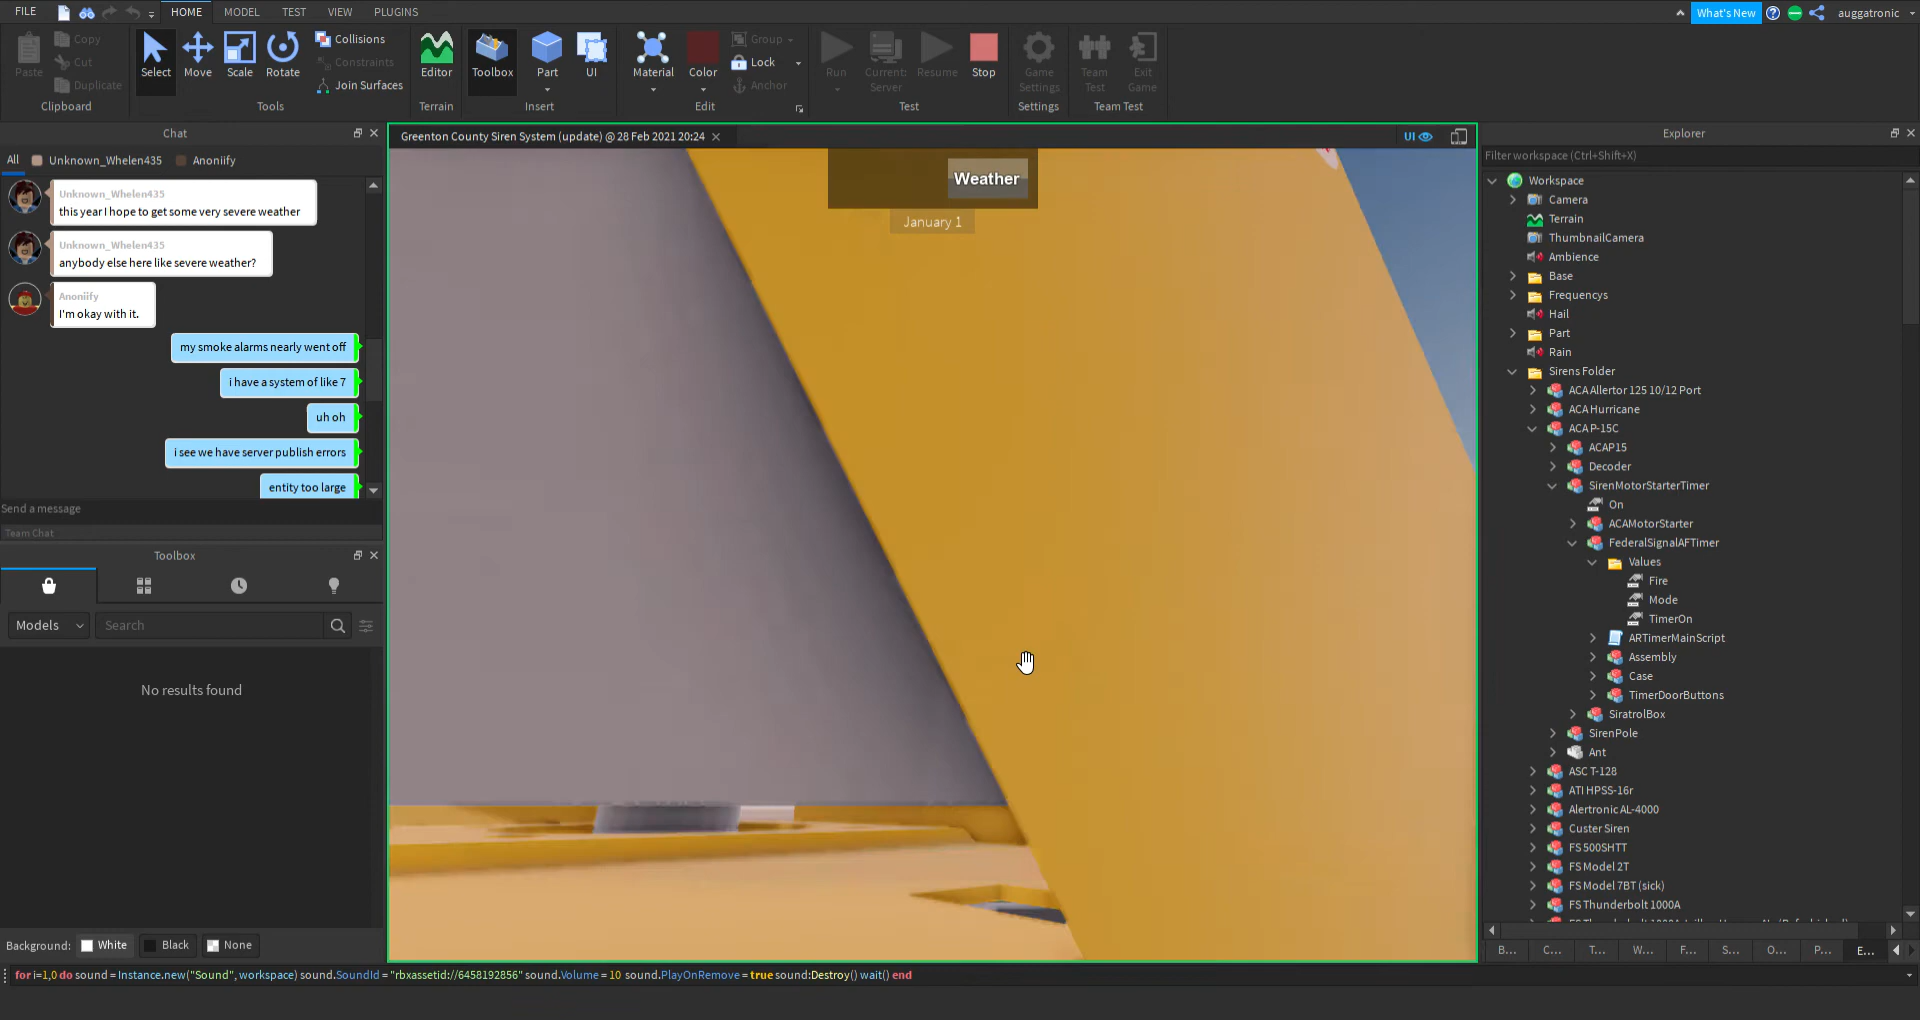 FILE
HOME
MODEL
TEST
VIEW
PLUGINS
What's New
auggatronic
Paste
Copy
Cut
Duplicate
Clipboard
Select
Move
Scale
Rotate
Collisions
Constraints
Join Surfaces
Tools
Editor
Terrain
Toolbox
Part
UI
Insert
Material
Color
Group
Lock
Anchor
Edit
Run
Current:
Server
Resume
Stop
Test
Game
Settings
Settings
Team
Test
Exit
Game
Team Test
Chat
All
Unknown_Whelen435
Anoniify
Unknown_Whelen435
this year I hope to get some very severe weather
Unknown_Whelen435
anybody else here like severe weather?
Anoniify
I'm okay with it.
my smoke alarms nearly went off
i have a system of like 7
uh oh
i see we have server publish errors
entity too large
Send a message
Team Chat
Toolbox
Models
Search
No results found
Background:
White
Black
None
Greenton County Siren System (update) @ 28 Feb 2021 20:24
UI
Weather
January 1
Explorer
Filter workspace (Ctrl+Shift+X)
Workspace
Camera
Terrain
ThumbnailCamera
Ambience
Base
Frequencys
Hail
Part
Rain
Sirens Folder
ACA Allertor 125 10/12 Port
ACA Hurricane
ACA P-15C
ACAP15
Decoder
SirenMotorStarterTimer
On
ACAMotorStarter
FederalSignalAFTimer
Values
Fire
Mode
TimerOn
ARTimerMainScript
Assembly
Case
TimerDoorButtons
SiratrolBox
SirenPole
Ant
ASC T-128
ATI HPSS-16r
Alertronic AL-4000
Custer Siren
FS 500SHTT
FS Model 2T
FS Model 7BT (sick)
FS Thunderbolt 1000A
B...
C...
T...
W...
F...
S...
O...
P...
E...
for i=1,0 do sound = Instance.new("Sound", workspace) sound.SoundId = "rbxassetid://6458192856" sound.Volume = 10 sound.PlayOnRemove = true sound:Destroy() wait() end